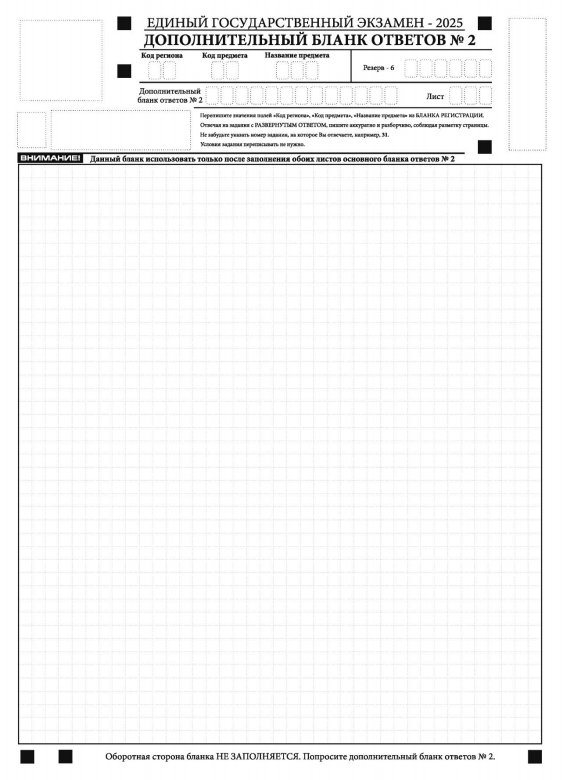 ЕДИНЫЙ ГОСУДАРСТВЕННЫЙ ЭКЗАМЕН - 2025
ДОПОЛНИТЕЛЬНЫЙ БЛАНК ОТВЕТОВ № 2
Код региона Код предмета Название предмета
Резерв - 6
Дополнительный
бланк ответов № 2
Лист
Перепишите значения полей «Код региона», «Код предмета», «Название предмета» из БЛАНКА РЕГИСТРАЦИИ.
Отвечая на задания с РАЗВЕРНУТЫМ ОТВЕТОМ, пишите аккуратно и разборчиво, соблюдая разметку страницы.
Не забудьте указать номер задания, на которое Вы отвечаете, например, 31.
Условия задания переписывать не нужно.
ВНИМАНИЕ! Данный бланк использовать только после заполнения обоих листов основного бланка ответов № 2
Оборотная сторона бланка НЕ ЗАПОЛНЯЕТСЯ. Попросите дополнительный бланк ответов № 2.